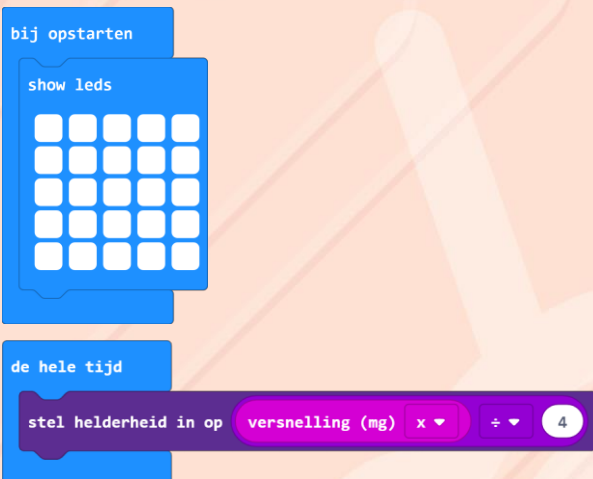 bij opstarten
show leds
de hele tijd
stel helderheid in op versnelling (mg) x ÷ 4